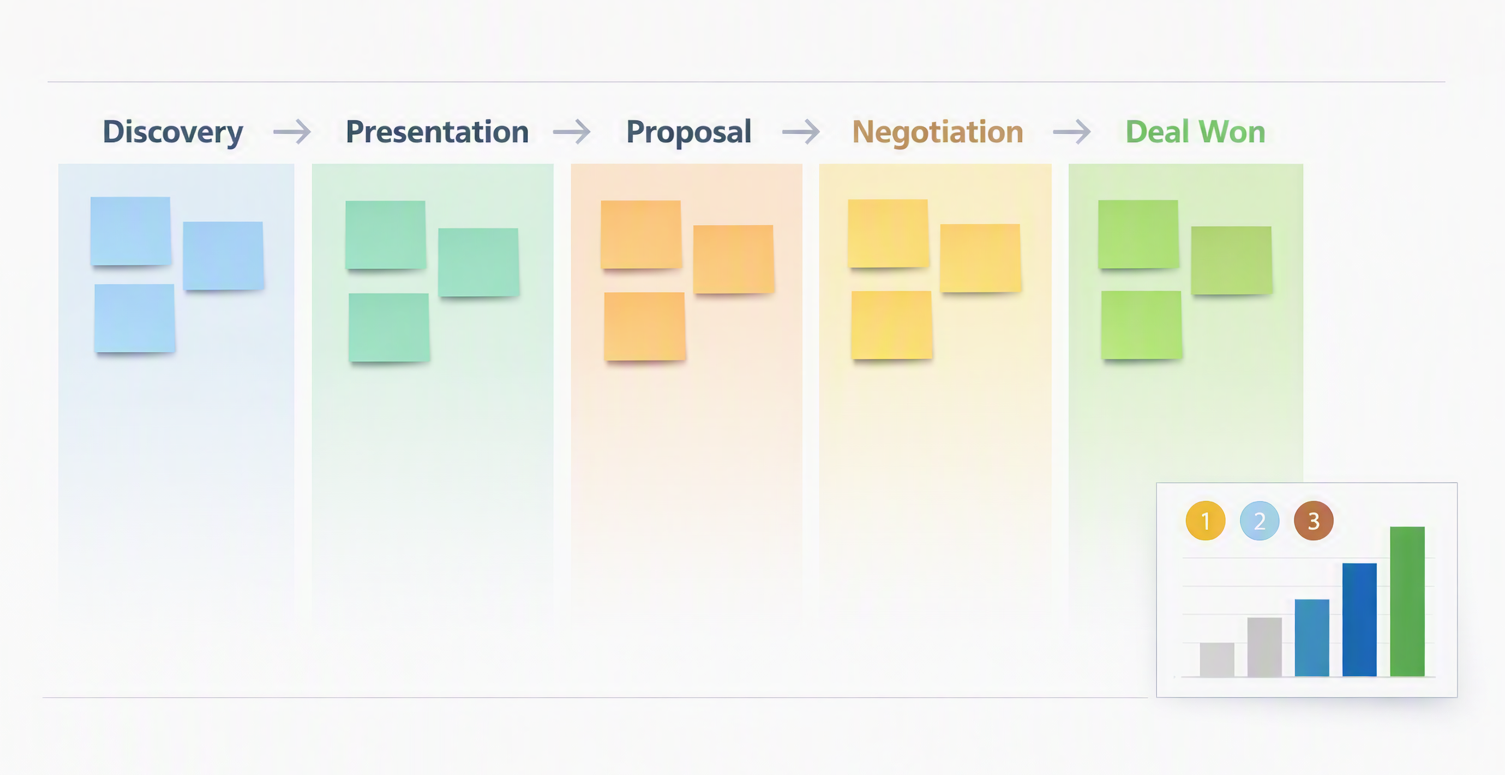 Discovery → Presentation → Proposal → Negotiation → Deal Won
1 2 3